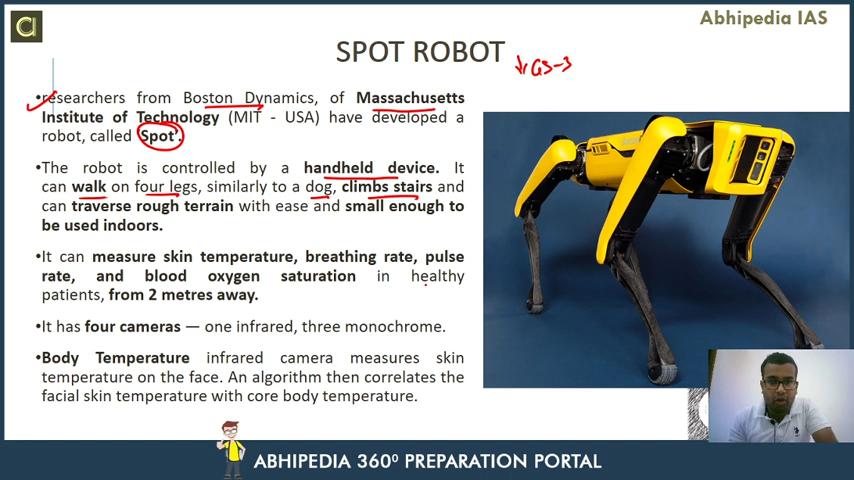 Abhipedia IAS
SPOT ROBOT
GS-3
•researchers from Boston Dynamics, of Massachusetts
Institute of Technology (MIT - USA) have developed a
robot, called 'Spot'.
•The robot is controlled by a handheld device. It
can walk on four legs, similarly to a dog, climbs stairs and
can traverse rough terrain with ease and small enough to
be used indoors.
•It can measure skin temperature, breathing rate, pulse
rate, and blood oxygen saturation in healthy
patients, from 2 metres away.
•It has four cameras — one infrared, three monochrome.
•Body Temperature infrared camera measures skin
temperature on the face. An algorithm then correlates the
facial skin temperature with core body temperature.
ABHIPEDIA 360⁰ PREPARATION PORTAL